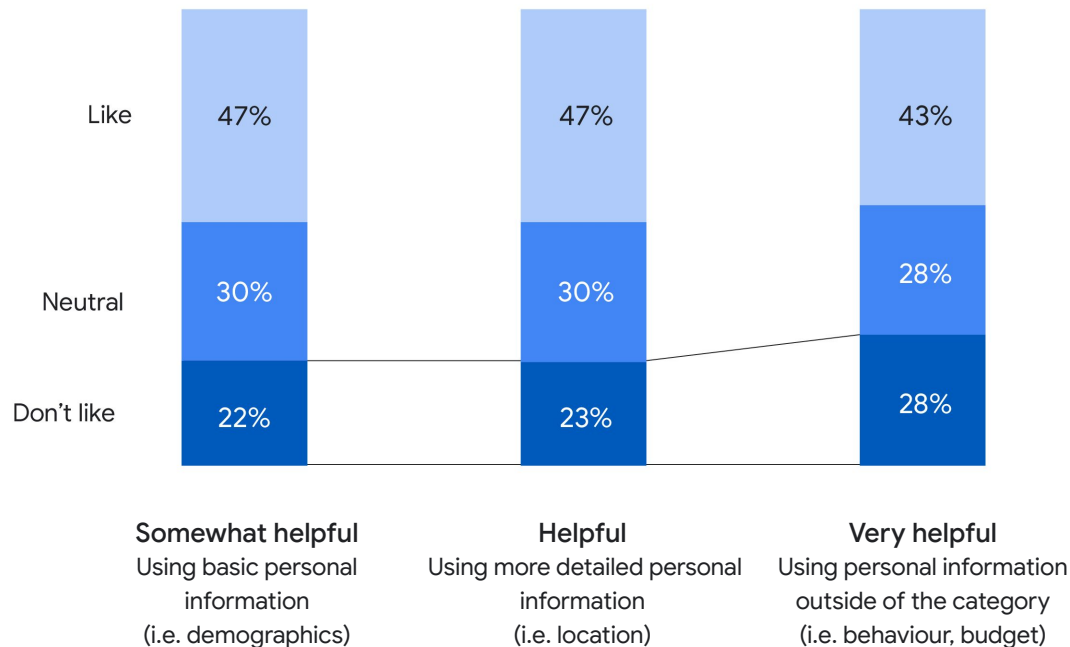 Like
47%
47%
43%
Neutral
30%
30%
28%
Don’t like
22%
23%
28%
Somewhat helpful
Using basic personal
information
(i.e. demographics)
Helpful
Using more detailed personal
information
(i.e. location)
Very helpful
Using personal information
outside of the category
(i.e. behaviour, budget)